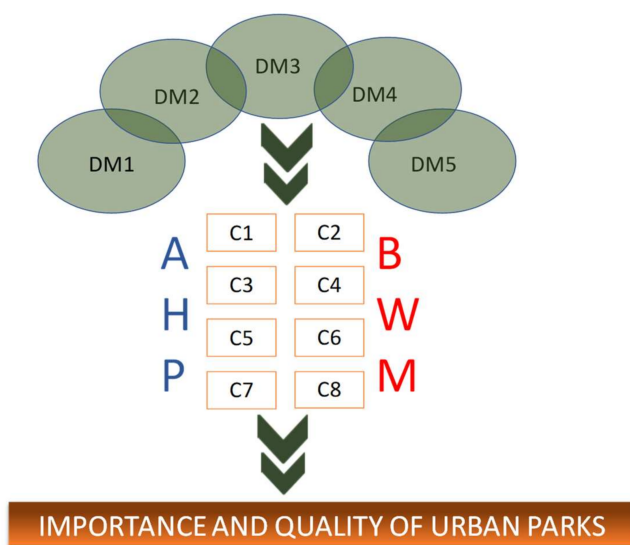 DM3
DM2
DM4
DM1
DM5
C1
C2
A
B
C3
C4
H
W
C5
C6
P
M
C7
C8
IMPORTANCE AND QUALITY OF URBAN PARKS